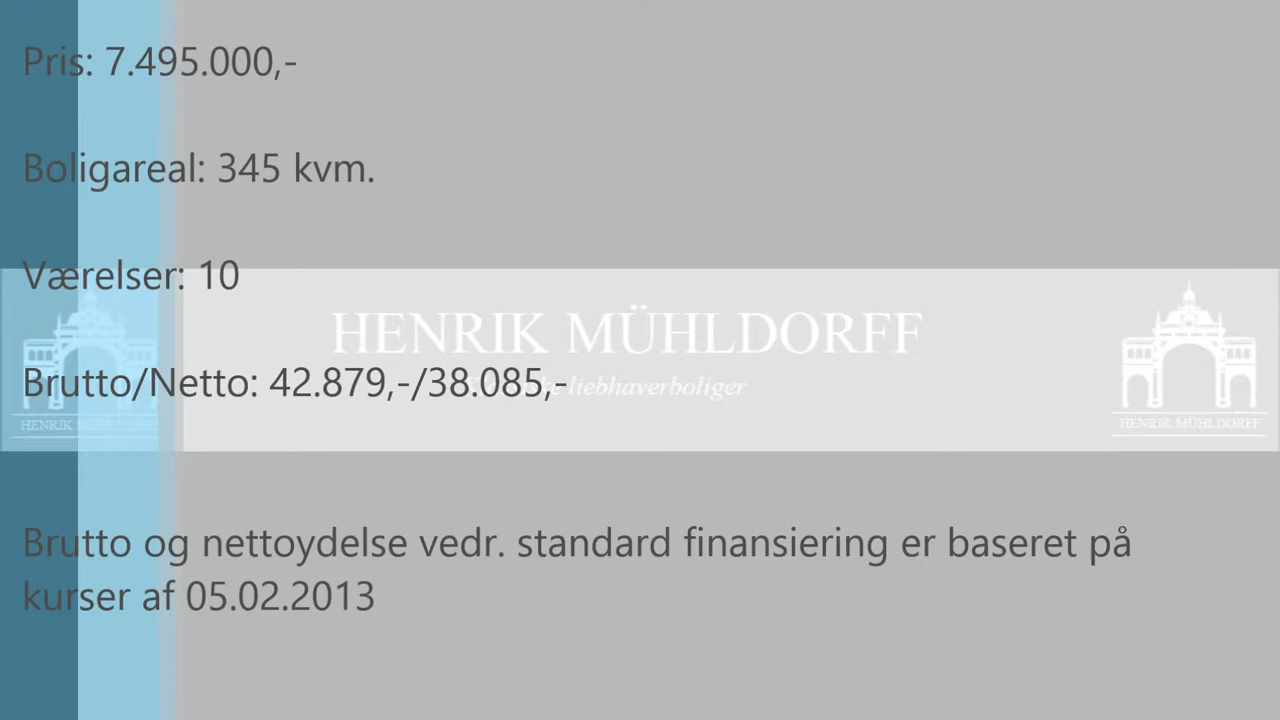 Pris: 7.495.000,-
Boligareal: 345 kvm.
Værelser: 10
HENRIK MÜHLDORFF
Brutto/Netto: 42.879,-/38.085,-
liebhaverboliger
HENRIK MÜHLDORFF
HENRIK MÜHLDORFF
Brutto og nettoydelse vedr. standard finansiering er baseret på
kurser af 05.02.2013